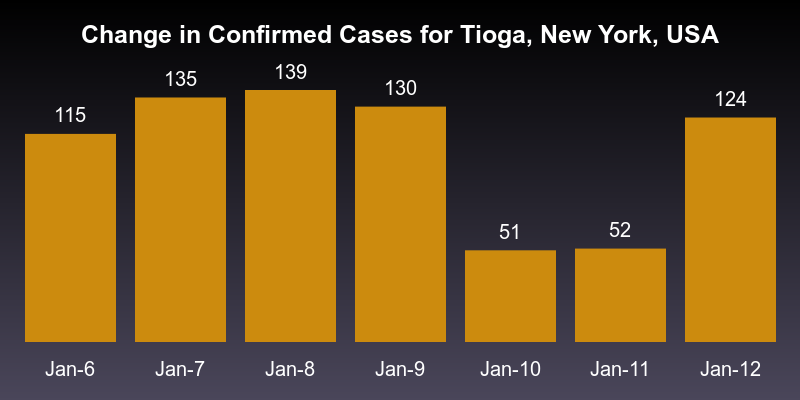 Change in Confirmed Cases for Tioga, New York, USA
115 135 139 130 51 52 124
Jan-6 Jan-7 Jan-8 Jan-9 Jan-10 Jan-11 Jan-12